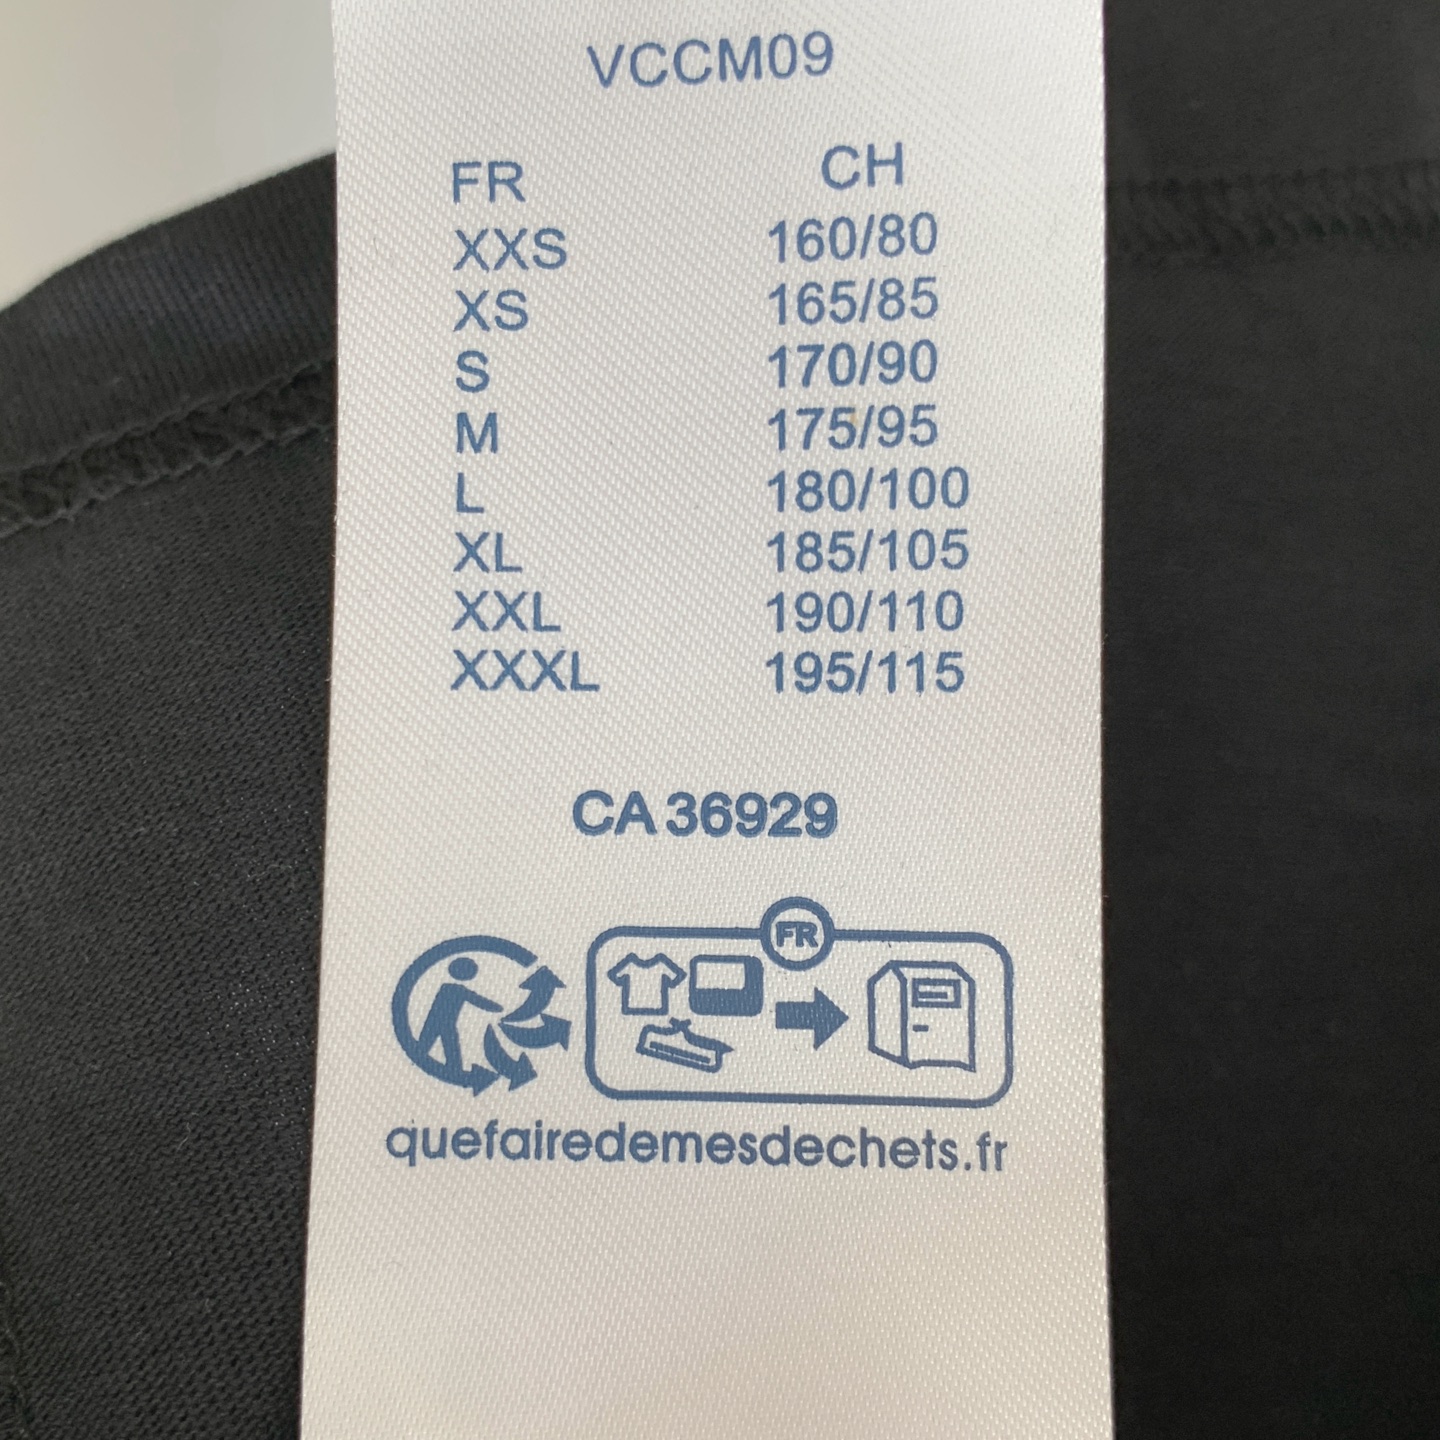 VCCM09
FR CH
XXS 160/80
XS 165/85
S 170/90
M 175/95
L 180/100
XL 185/105
XXL 190/110
XXXL 195/115
CA 36929
FR
quefairedemesdechets.fr